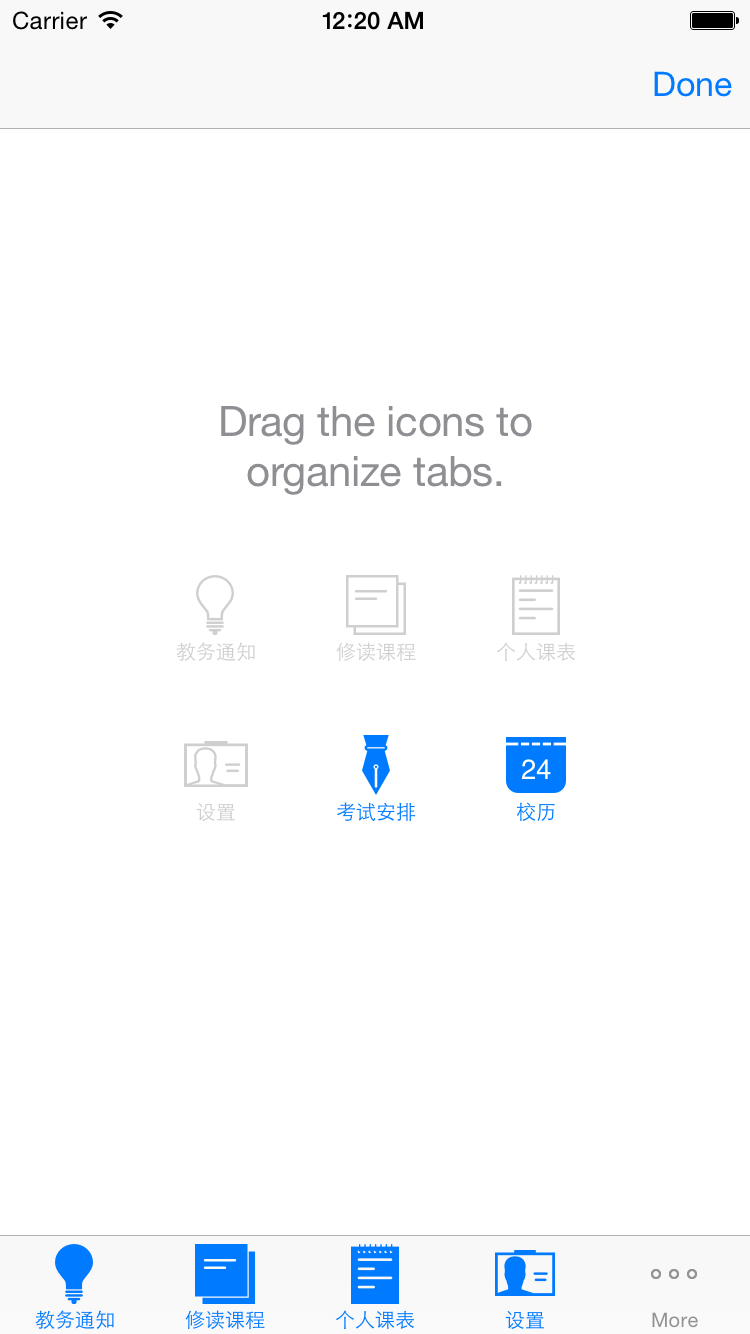 Carrier 12:20 AM
Done
Drag the icons to
organize tabs.
教务通知 修读课程 个人课表
24
设置 考试安排 校历
教务通知 修读课程 个人课表 设置 More